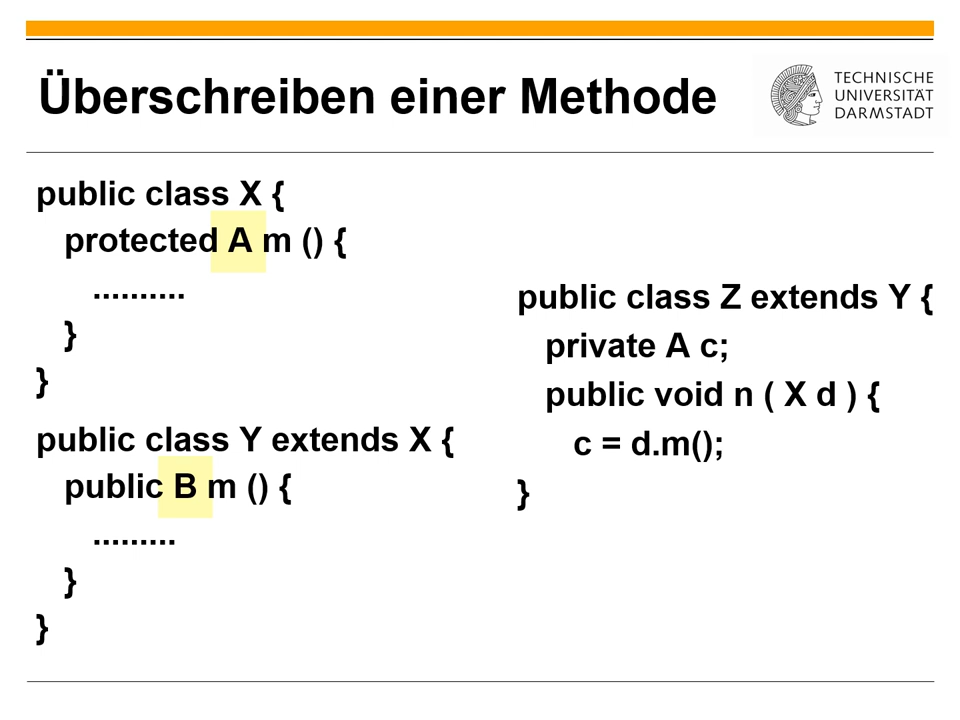 Überschreiben einer Methode
TECHNISCHE
UNIVERSITÄT
DARMSTADT
public class X {
protected A m () {
..........
}
}
public class Y extends X {
public B m () {
.........
}
}
public class Z extends Y {
private A c;
public void n ( X d ) {
c = d.m();
}